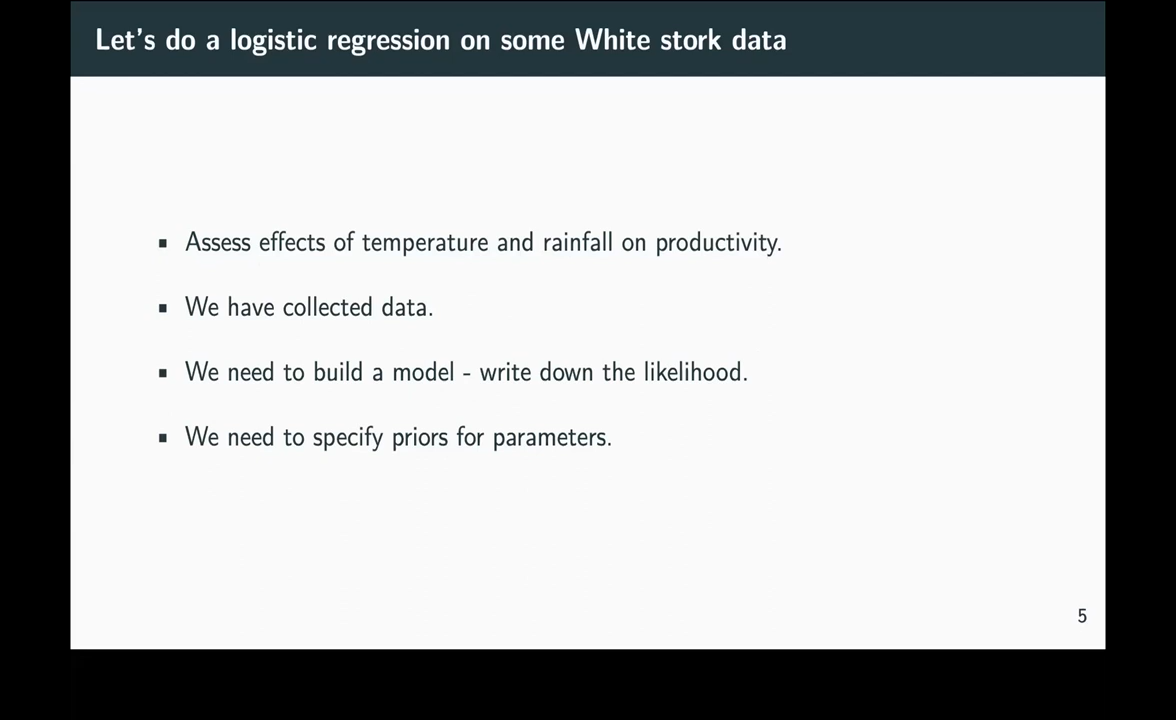 Let's do a logistic regression on some White stork data
▪ Assess effects of temperature and rainfall on productivity.
▪ We have collected data.
▪ We need to build a model - write down the likelihood.
▪ We need to specify priors for parameters.
5